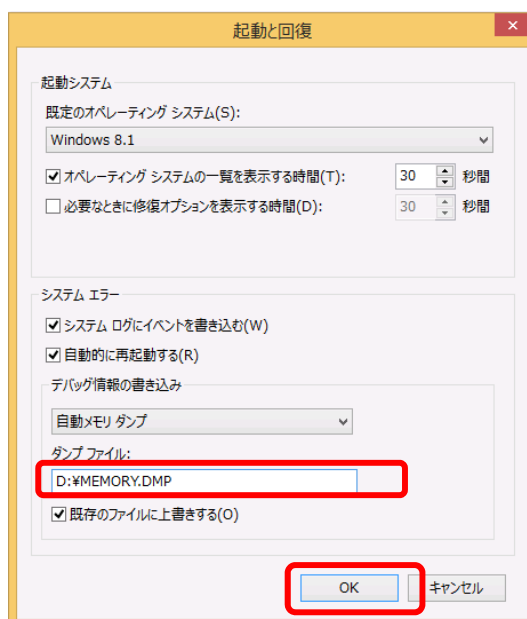 起動と回復
起動システム
既定のオペレーティング システム(S):
Windows 8.1
オペレーティング システムの一覧を表示する時間(T): 30 秒間
必要なときに修復オプションを表示する時間(D): 30 秒間
システム エラー
システム ログにイベントを書き込む(W)
自動的に再起動する(R)
デバッグ情報の書き込み
自動メモリ ダンプ
ダンプ ファイル:
D:¥MEMORY.DMP
既存のファイルに上書きする(O)
OK キャンセル